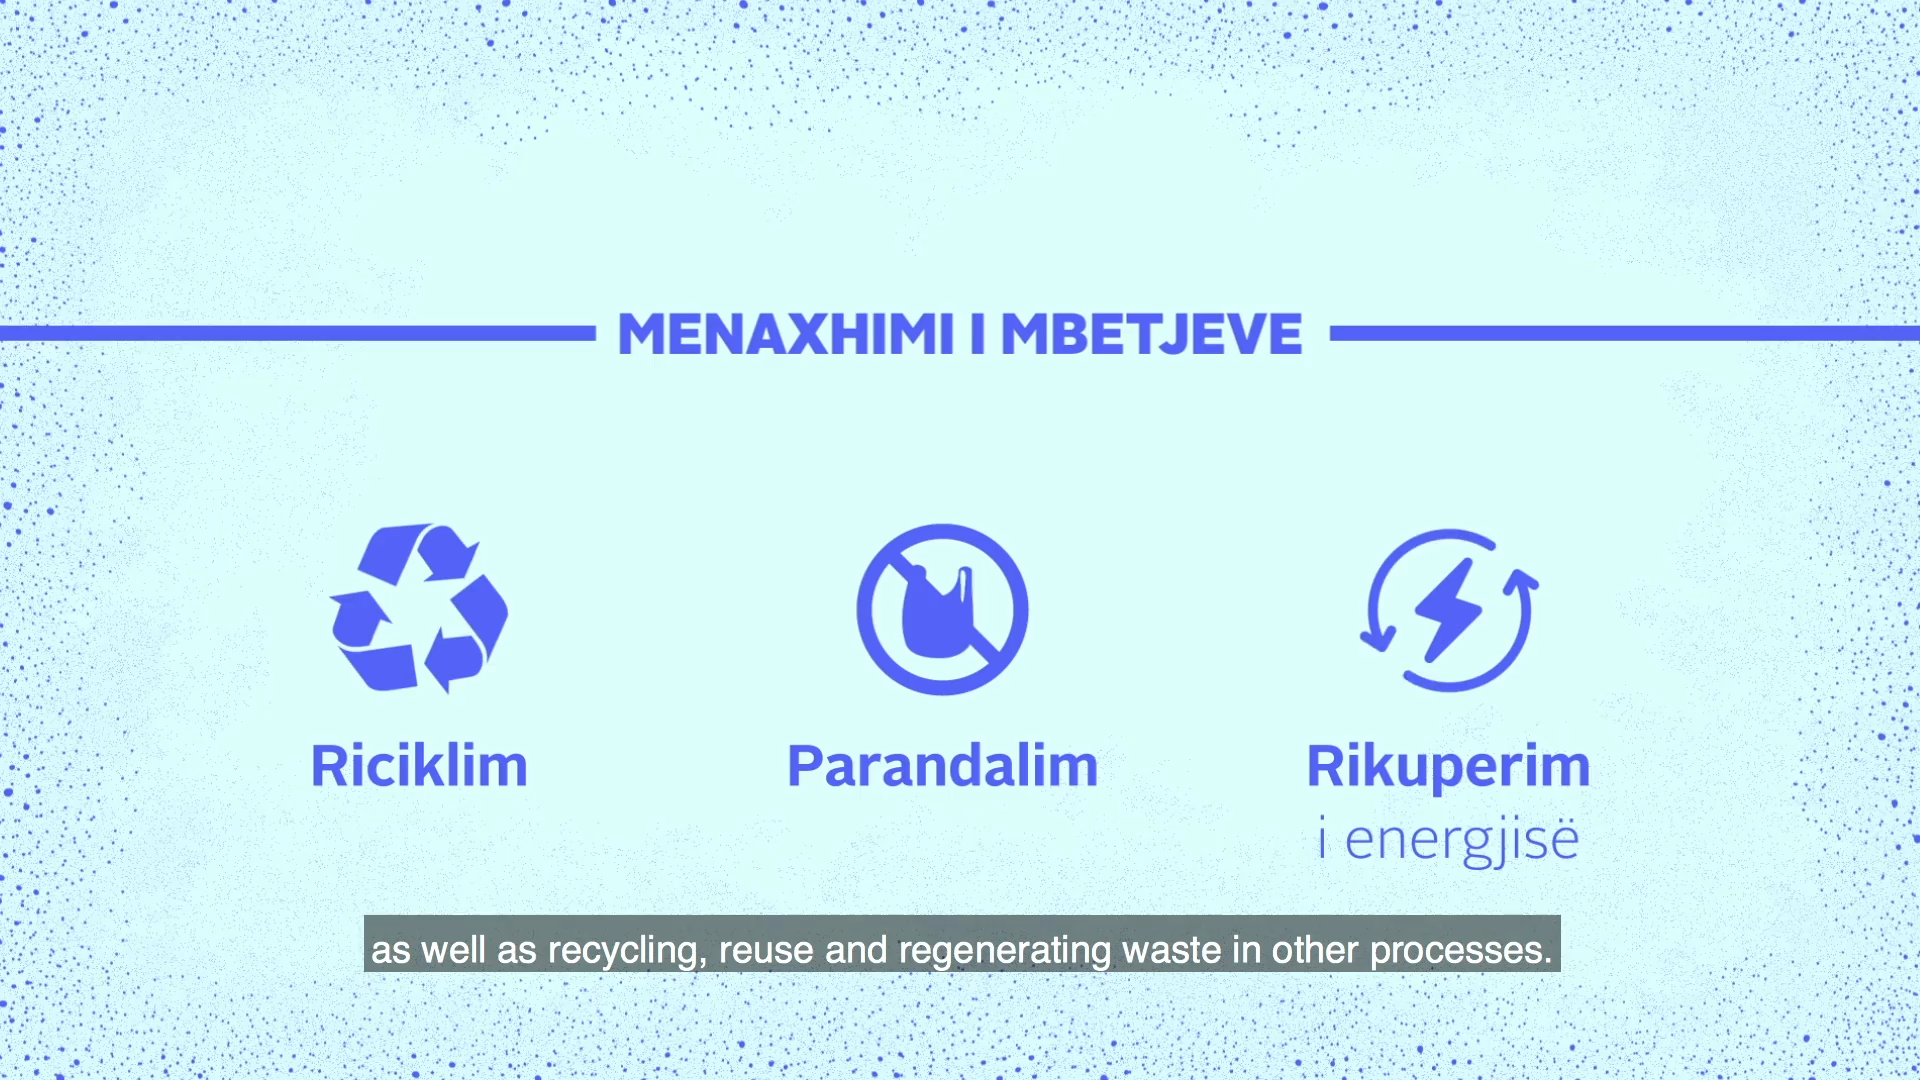 MENAXHIMI I MBETJEVE
Riciklim
Parandalim
Rikuperim
i energjisë
as well as recycling, reuse and regenerating waste in other processes.